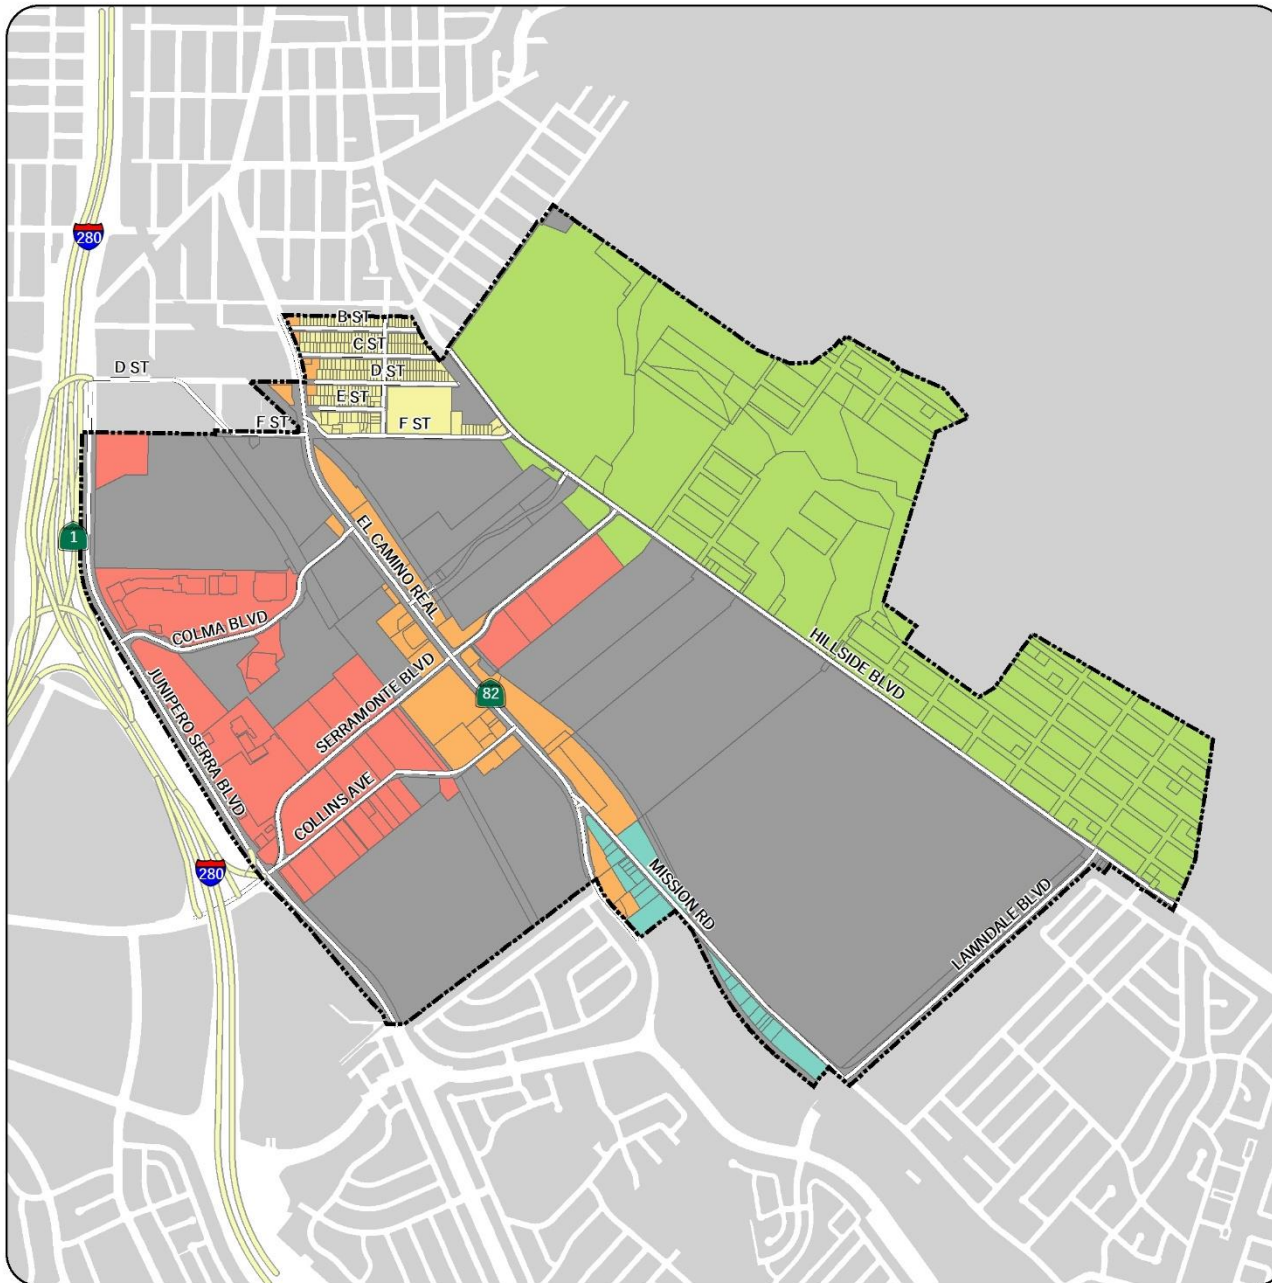 280
B ST
C ST
D ST
D ST
E ST
F ST
F ST
1
EL CAMINO REAL
COLMA BLVD
HILLSIDE BLVD
SERRAMONTE BLVD
82
JUNIPERO SERRA BLVD
COLLINS AVE
280
MISSION RD
LAWNDALE BLVD